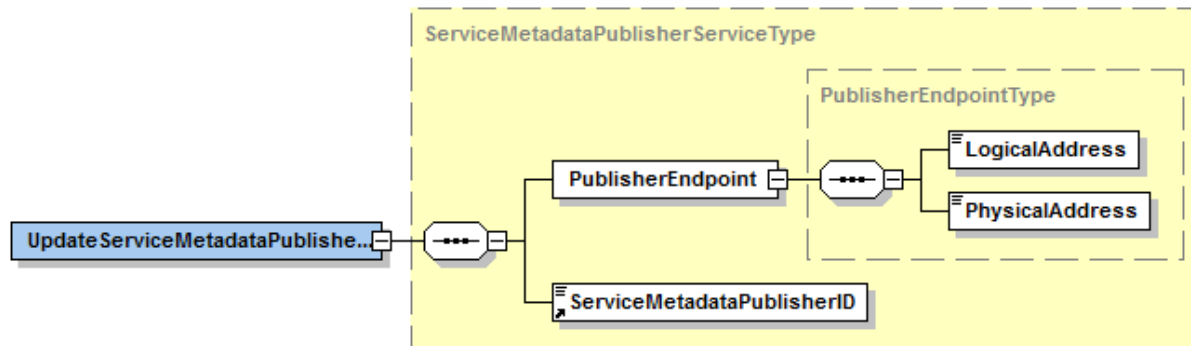 ServiceMetadataPublisherServiceType
PublisherEndpointType
LogicalAddress
PublisherEndpoint
PhysicalAddress
UpdateServiceMetadataPublishe...
ServiceMetadataPublisherID